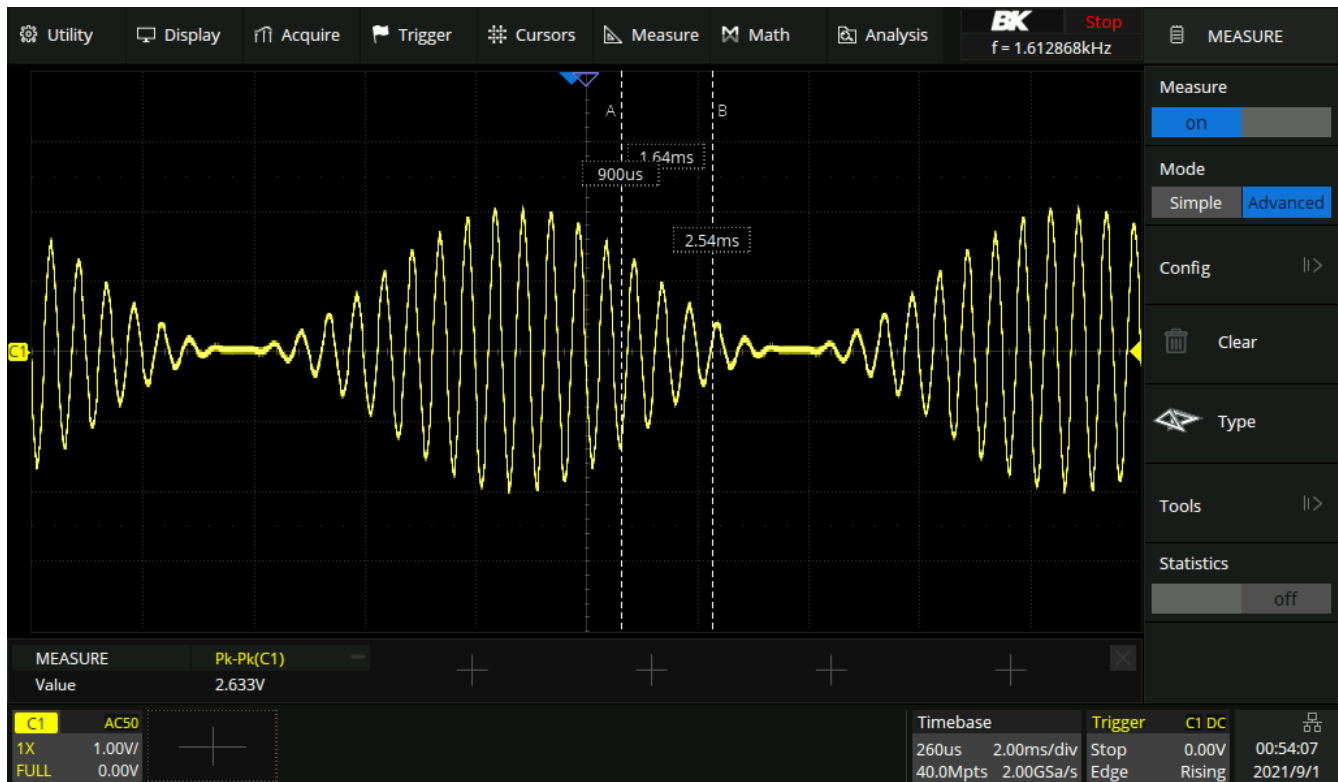 Utility Display Acquire Trigger Cursors Measure Math Analysis BK Stop MEASURE
f = 1.612868kHz
Measure
on
A B
1.64ms
900us
Mode
Simple Advanced
2.54ms
Config
C1
Clear
Type
Tools
Statistics
off
MEASURE Pk-Pk(C1)
Value 2.633V
C1 AC50
1X 1.00V/
FULL 0.00V
Timebase
260us 2.00ms/div
40.0Mpts 2.00GSa/s
Trigger C1 DC
Stop 0.00V
Edge Rising
00:54:07
2021/9/1